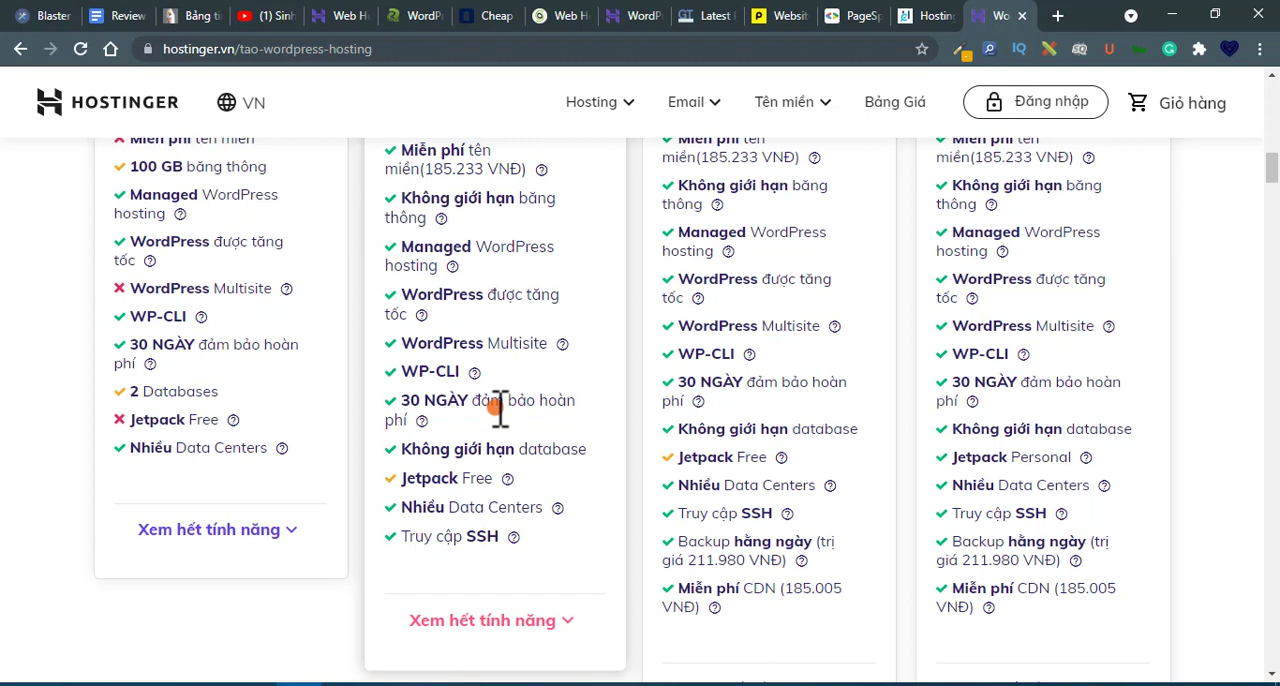 Blaster
Review
Bảng ti
(1) Sinh
Web H
WordP
Cheap
Web H
WordP
GT Latest
Websit
PageSp
Hosting
Wo
hostinger.vn/tao-wordpress-hosting
HOSTINGER
VN
Hosting
Email
Tên miền
Bảng Giá
Đăng nhập
Giỏ hàng
Miễn phí tên miền
100 GB băng thông
Managed WordPress
hosting
WordPress được tăng
tốc
WordPress Multisite
WP-CLI
30 NGÀY đảm bảo hoàn
phí
2 Databases
Jetpack Free
Nhiều Data Centers
Xem hết tính năng
Miễn phí tên
miền(185.233 VNĐ)
Không giới hạn băng
thông
Managed WordPress
hosting
WordPress được tăng
tốc
WordPress Multisite
WP-CLI
30 NGÀY đảm bảo hoàn
phí
Không giới hạn database
Jetpack Free
Nhiều Data Centers
Truy cập SSH
Xem hết tính năng
Miễn phí tên
miền(185.233 VNĐ)
Không giới hạn băng
thông
Managed WordPress
hosting
WordPress được tăng
tốc
WordPress Multisite
WP-CLI
30 NGÀY đảm bảo hoàn
phí
Không giới hạn database
Jetpack Free
Nhiều Data Centers
Truy cập SSH
Backup hằng ngày (trị
giá 211.980 VNĐ)
Miễn phí CDN (185.005
VNĐ)
Miễn phí tên
miền(185.233 VNĐ)
Không giới hạn băng
thông
Managed WordPress
hosting
WordPress được tăng
tốc
WordPress Multisite
WP-CLI
30 NGÀY đảm bảo hoàn
phí
Không giới hạn database
Jetpack Personal
Nhiều Data Centers
Truy cập SSH
Backup hằng ngày (trị
giá 211.980 VNĐ)
Miễn phí CDN (185.005
VNĐ)